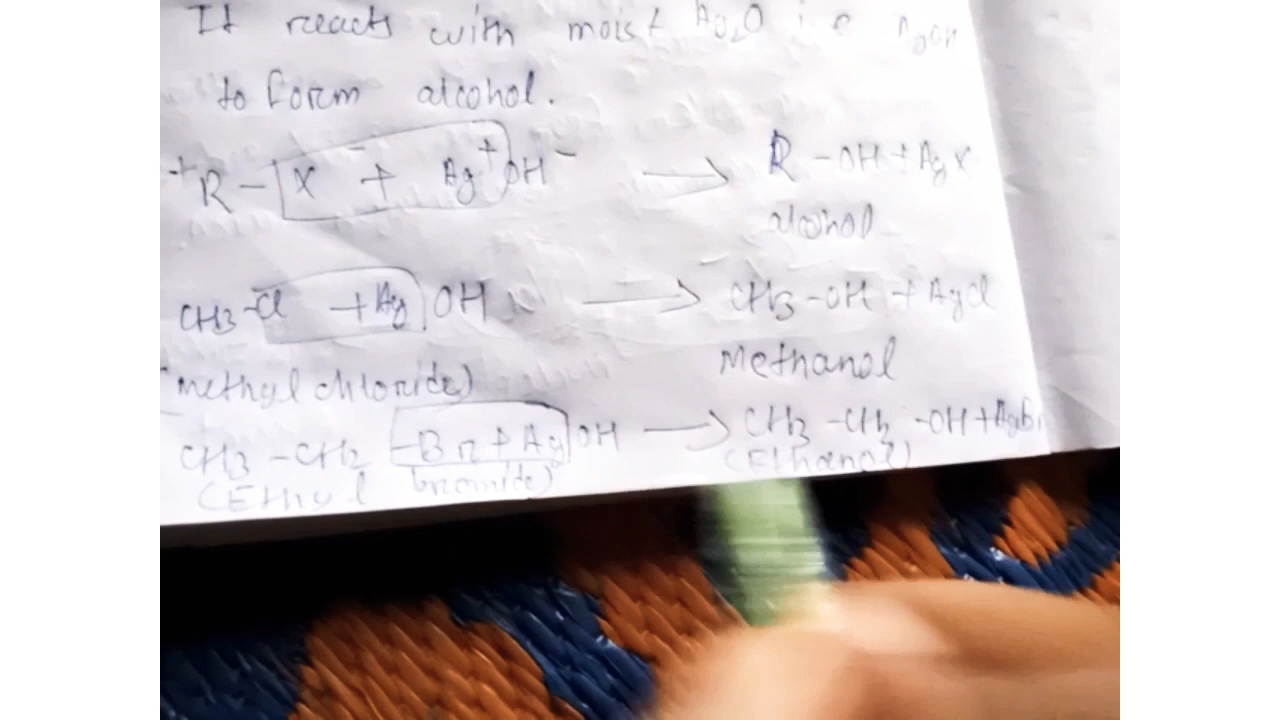 It reacts with moist Ag2O i.e AgOH
to form alcohol.
+R - X - + Ag+ OH- → R - OH + AgX
alcohol
CH3-Cl + Ag OH → CH3-OH + AgCl
(methyl chloride) Methanol
CH3 - CH2 - Br + Ag OH → CH3 - CH2 - OH + AgBr
(Ethyl bromide) (Ethanol)